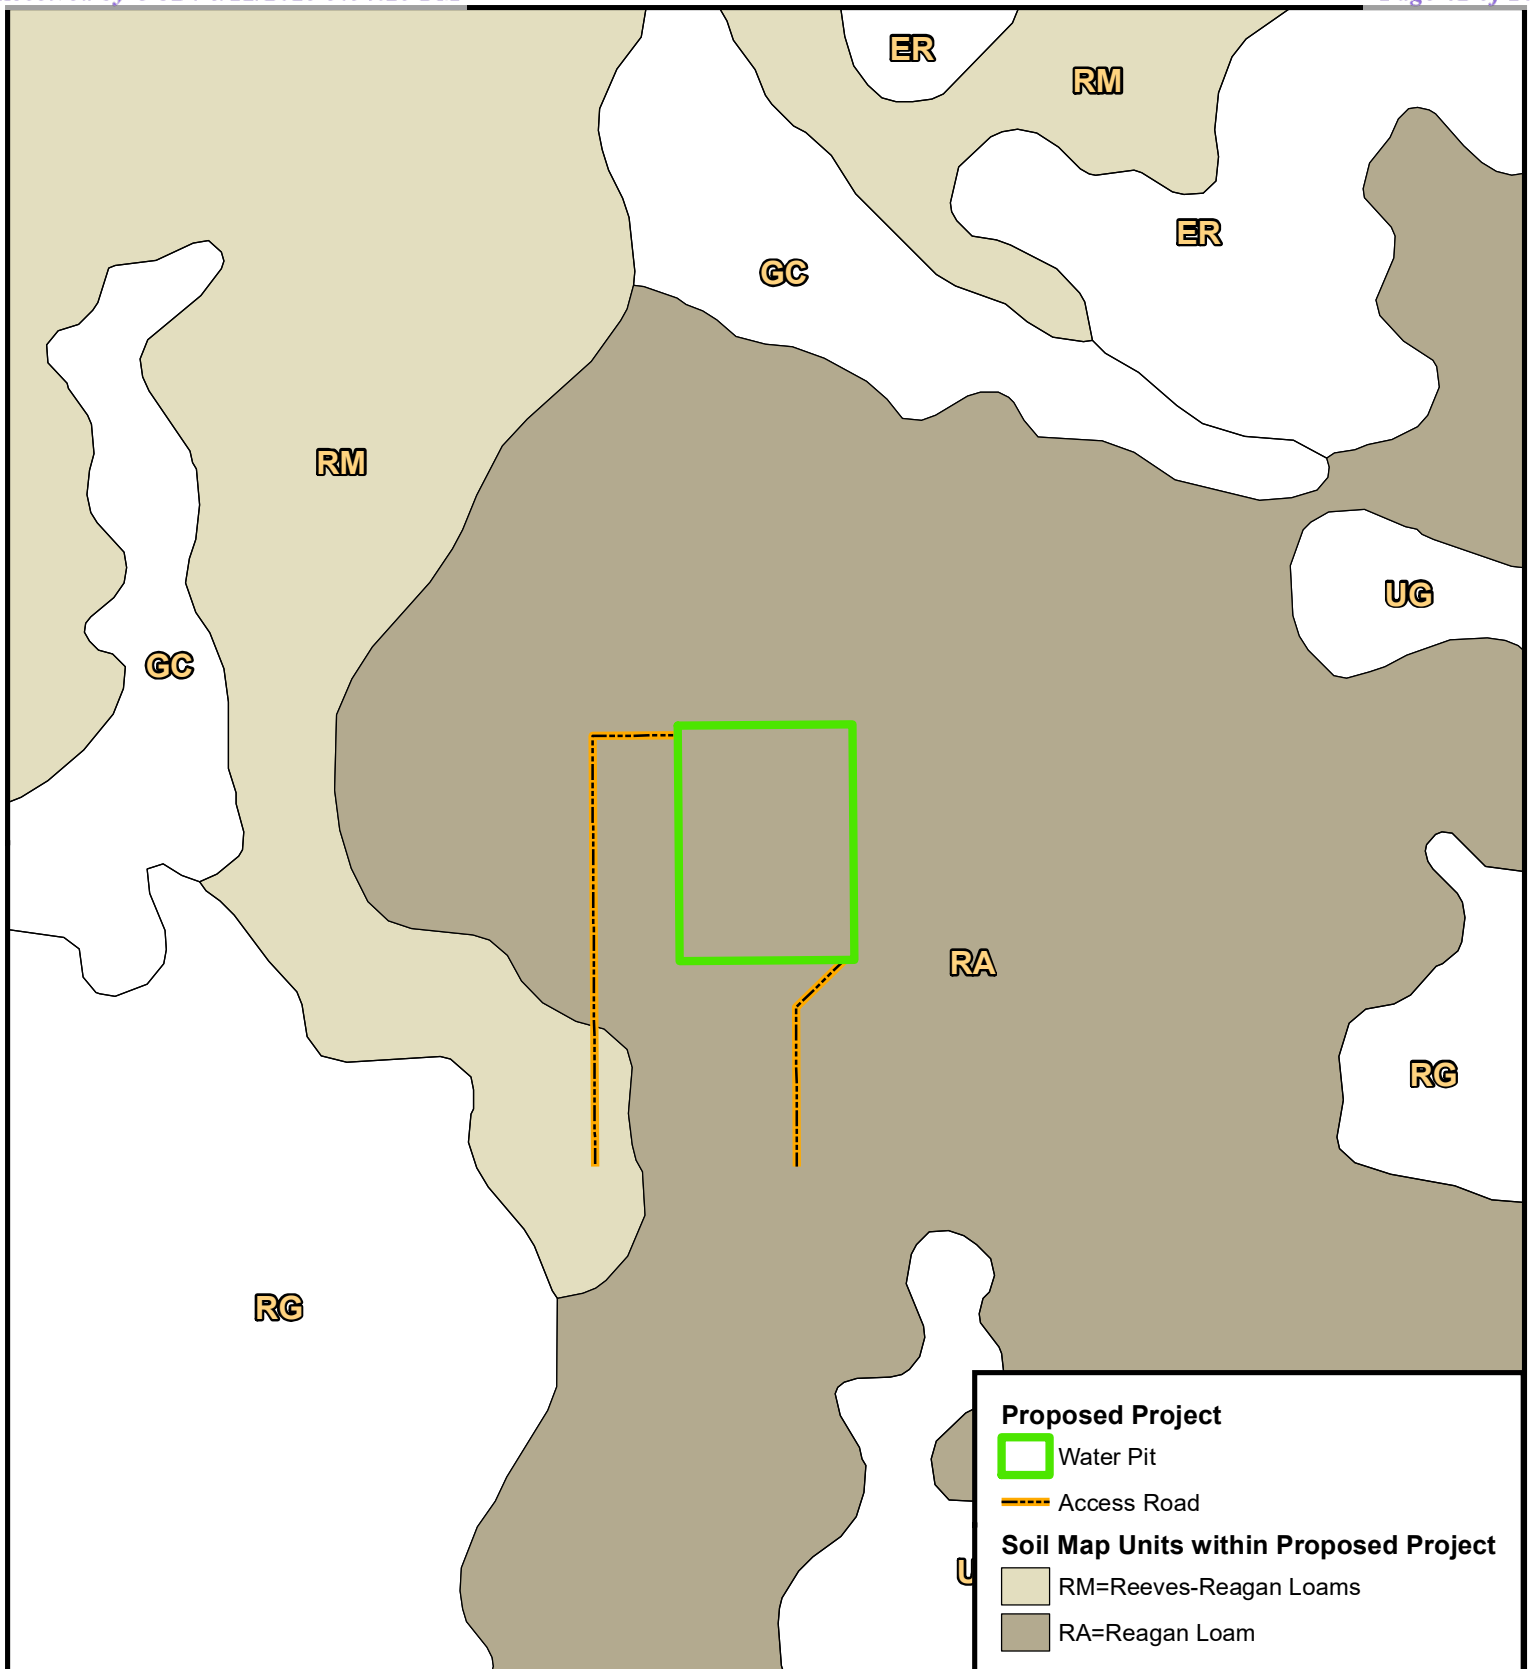 ER
RM
ER
GC
RM
UG
GC
RA
RG
RG
U
Proposed Project
Water Pit
Access Road
Soil Map Units within Proposed Project
RM=Reeves-Reagan Loams
RA=Reagan Loam